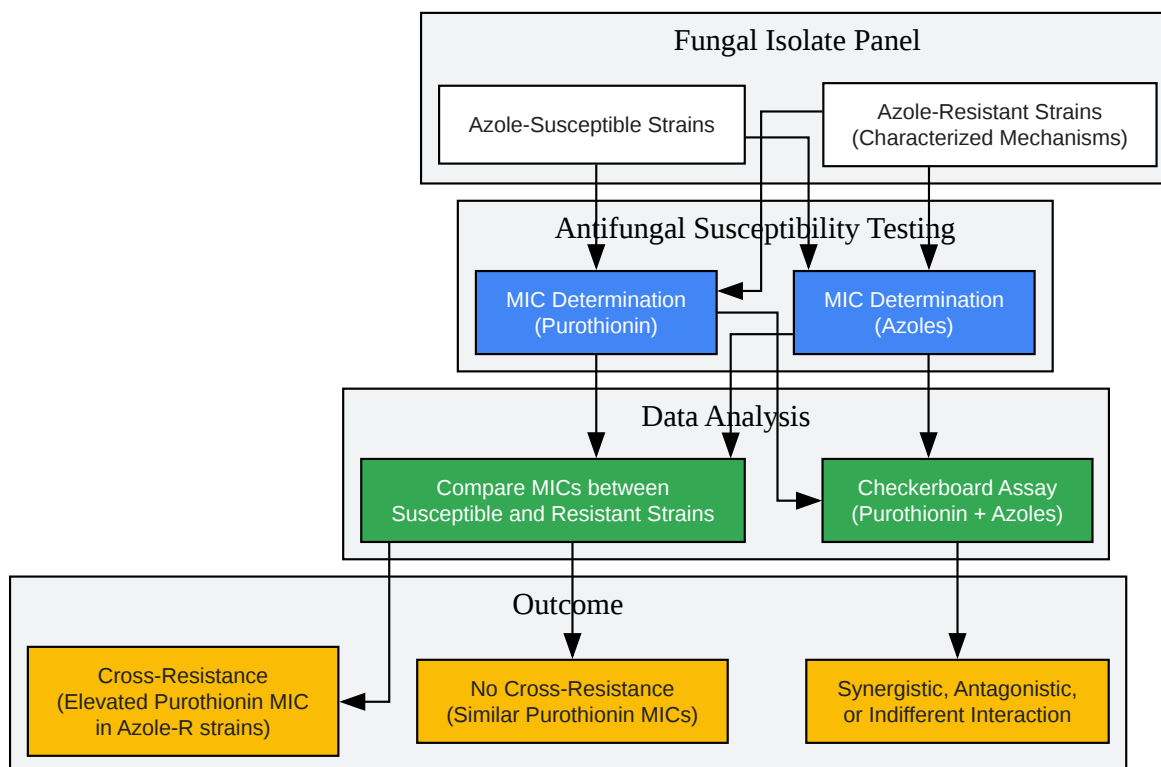 Fungal Isolate Panel
Azole-Susceptible Strains
Azole-Resistant Strains
(Characterized Mechanisms)
Antifungal Susceptibility Testing
MIC Determination
(Purothionin)
MIC Determination
(Azoles)
Data Analysis
Compare MICs between
Susceptible and Resistant Strains
Checkerboard Assay
(Purothionin + Azoles)
Outcome
Cross-Resistance
(Elevated Purothionin MIC
in Azole-R strains)
No Cross-Resistance
(Similar Purothionin MICs)
Synergistic, Antagonistic,
or Indifferent Interaction